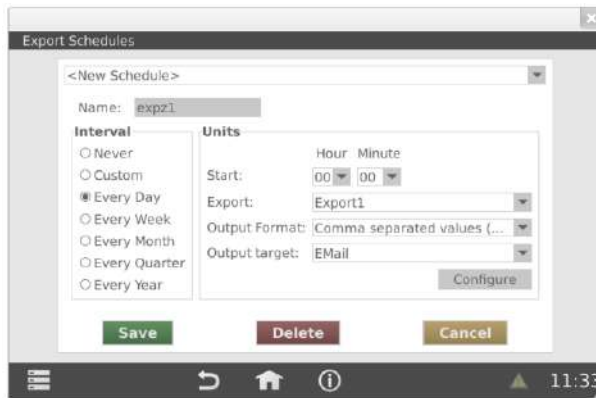 Export Schedules
<New Schedule>
Name: expz1
Interval
Never
Custom
Every Day
Every Week
Every Month
Every Quarter
Every Year
Units
Hour Minute
Start: 00 00
Export: Export1
Output Format: Comma separated values (...
Output target: EMail
Configure
Save Delete Cancel
11:33